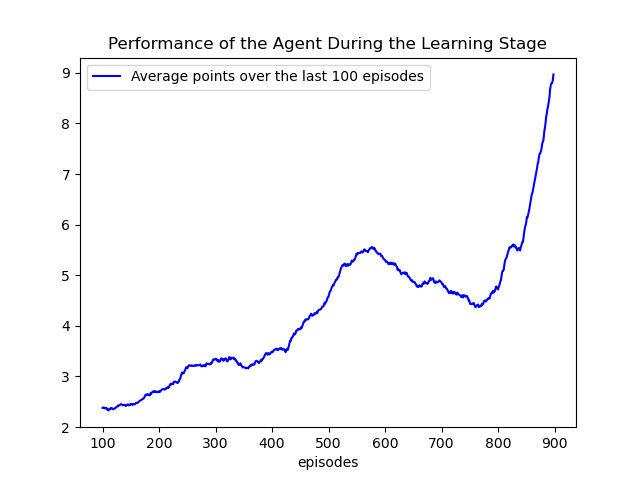 Performance of the Agent During the Learning Stage
Average points over the last 100 episodes
9
8
7
6
5
4
3
2
100 200 300 400 500 600 700 800 900
episodes